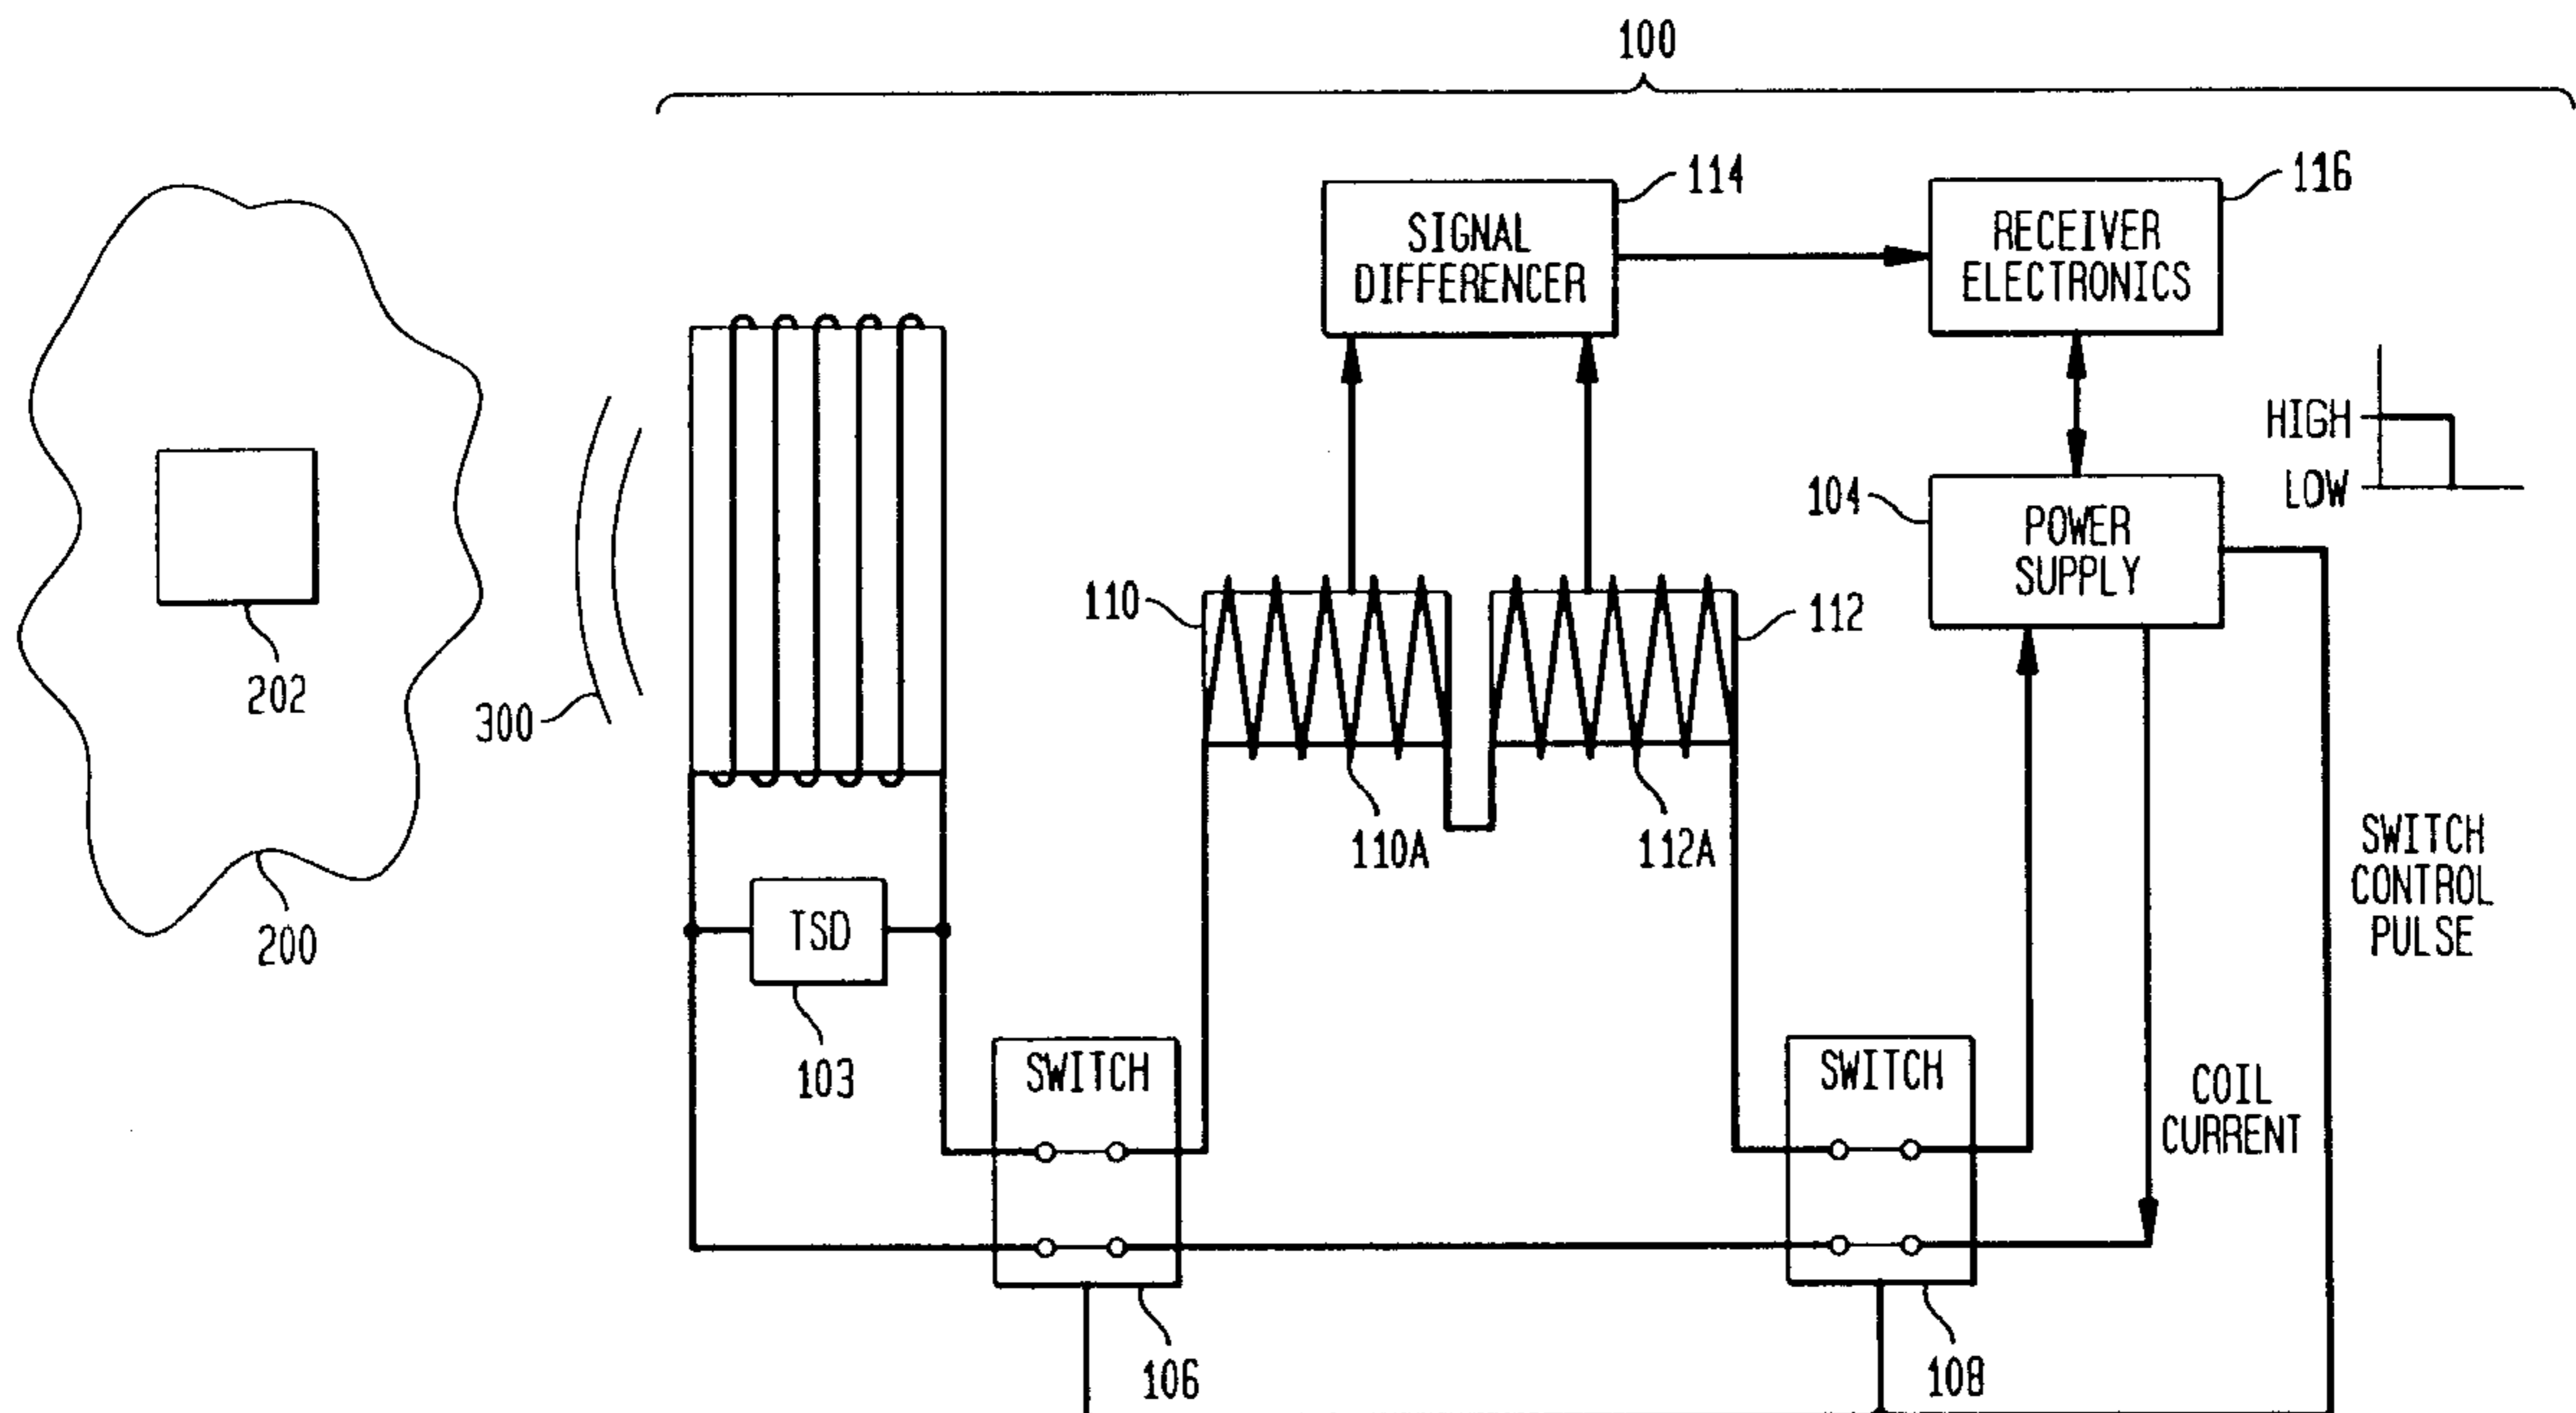 100
114
SIGNAL
DIFFERENCER
116
RECEIVER
ELECTRONICS
HIGH
LOW
104
POWER
SUPPLY
110
112
202
300
110A
112A
SWITCH
CONTROL
PULSE
200
TSD
103
SWITCH
SWITCH
COIL
CURRENT
106
108